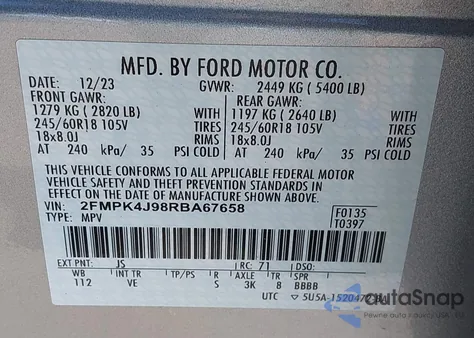 MFD. BY FORD MOTOR CO.
DATE: 12/23 GVWR: 2449 KG ( 5400 LB)
FRONT GAWR: REAR GAWR:
1279 KG ( 2820 LB) WITH 1197 KG ( 2640 LB) WITH
245/60R18 105V TIRES 245/60R18 105V TIRES
18x8.0J RIMS 18x8.0J RIMS
AT 240 kPa/ 35 PSI COLD AT 240 kPa/ 35 PSI COLD
THIS VEHICLE CONFORMS TO ALL APPLICABLE FEDERAL MOTOR
VEHICLE SAFETY AND THEFT PREVENTION STANDARDS IN
EFFECT ON THE DATE OF MANUFACTURE SHOWN ABOVE.
VIN: 2FMPK4J98RBA67658 F0135
TYPE: MPV T0397
EXT PNT: JS RC: 71 DSO:
WB INT TR TP/PS R AXLE TR SPR
112 VE S 3K 8 BBBB
UTC 5U5A-1520472-BA
autoSnap